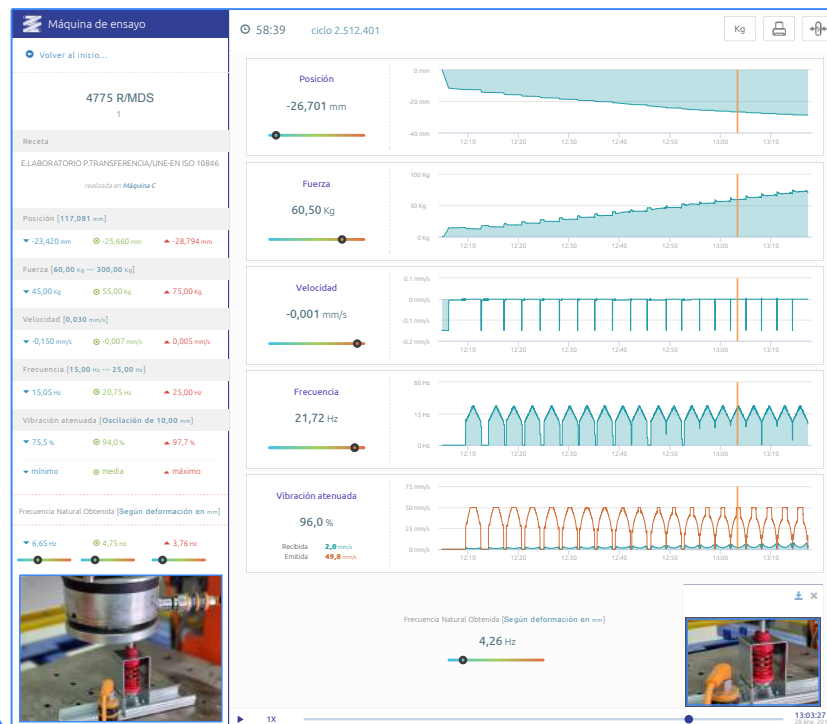 Máquina de ensayo
Volver al inicio...
4775 R/MDS
1
Receta
E.LABORATORIO P.TRANSFERENCIA/UNE-EN ISO 10846
realizada en Máquina C
Posición [117,081 mm]
-23,420 mm -25,660 mm -28,794 mm
Fuerza [60,00 Kg --- 300,00 Kg]
45,00 Kg 55,00 Kg 75,00 Kg
Velocidad [0,030 mm/s]
-0,150 mm/s -0,007 mm/s 0,005 mm/s
Frecuencia [15,00 Hz --- 25,00 Hz]
15,05 Hz 20,75 Hz 25,00 Hz
Vibración atenuada [Oscilación de 10,00 mm]
75,5 % 94,0 % 97,7 %
mínimo media máximo
Frecuencia Natural Obtenida [Según deformación en mm]
6,65 Hz 4,75 Hz 3,76 Hz
58:39 ciclo 2.512.401 Kg
Posición
-26,701 mm
0 mm
-20 mm
-40 mm
12:10 12:20 12:30 12:40 12:50 13:00 13:10
Fuerza
60,50 Kg
100 Kg
50 Kg
0 Kg
12:10 12:20 12:30 12:40 12:50 13:00 13:10
Velocidad
-0,001 mm/s
0.1 mm/s
0 mm/s
-0.1 mm/s
-0.2 mm/s
12:10 12:20 12:30 12:40 12:50 13:00 13:10
Frecuencia
21,72 Hz
60 Hz
15 Hz
0 Hz
12:10 12:20 12:30 12:40 12:50 13:00 13:10
Vibración atenuada
96,0 %
Recibida 2,0 mm/s
Emitida 49,8 mm/s
75 mm/s
50 mm/s
25 mm/s
0 mm/s
12:10 12:20 12:30 12:40 12:50 13:00 13:10
Frecuencia Natural Obtenida [Según deformación en mm]
4,26 Hz
1X
13:03:27
28 ene. 201